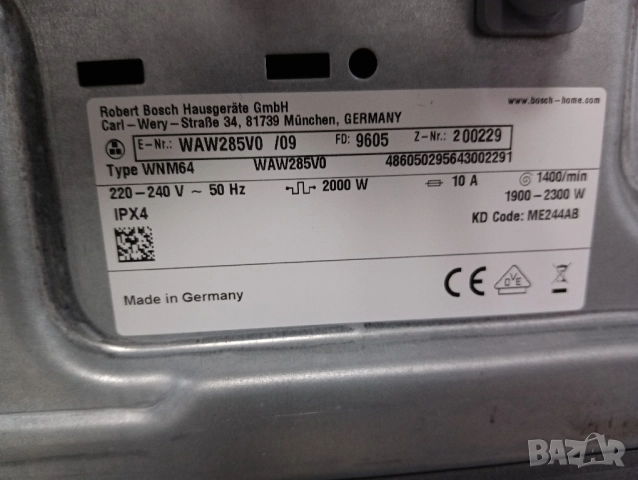 Robert Bosch Hausgeräte GmbH
www.bosch-home.com
Carl-Wery-Straße 34, 81739 München, GERMANY
E-Nr.: WAW285V0 /09 FD: 9605 Z-Nr.: 200229
Type WNM64 WAW285V0 486050295643002291
220-240 V ~ 50 Hz 2000 W 10 A 1400/min
1900-2300 W
IPX4 KD Code: ME244AB
CE DVE
Made in Germany
BAZAR